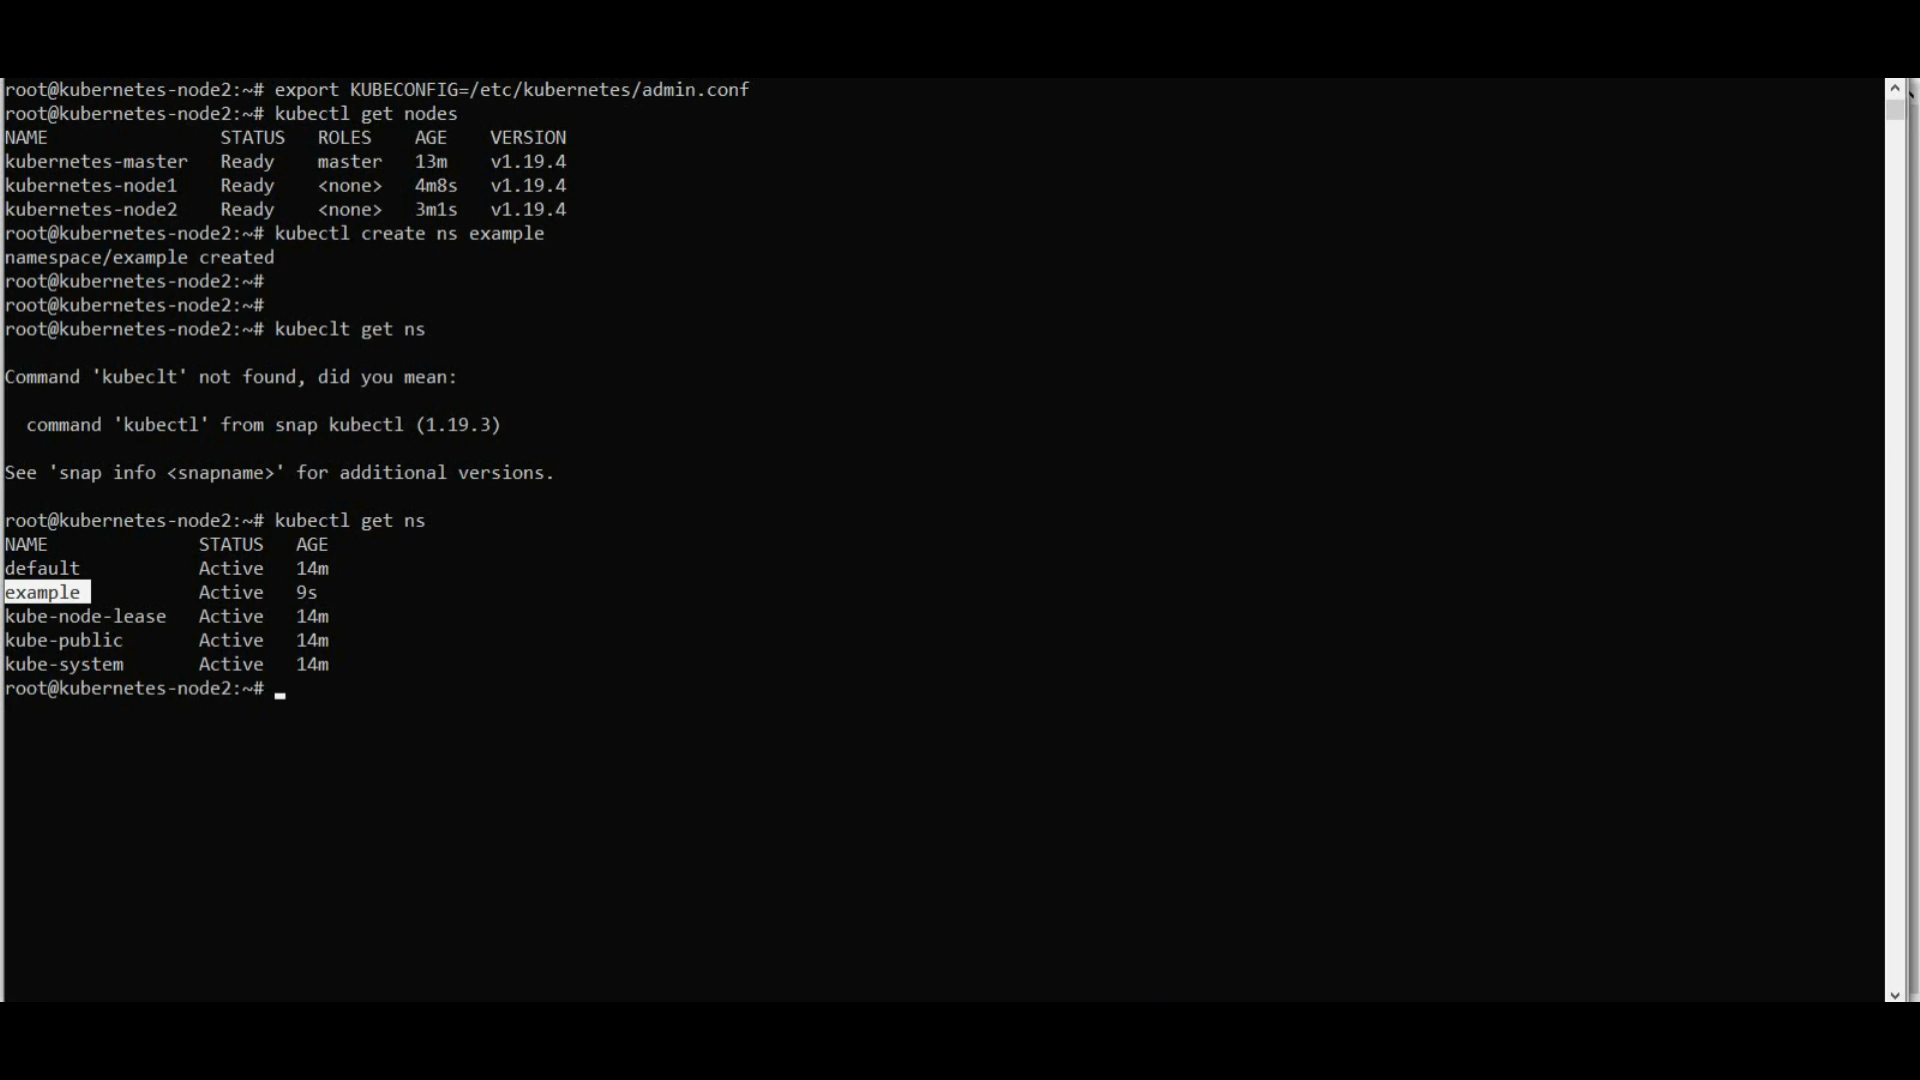 root@kubernetes-node2:~# export KUBECONFIG=/etc/kubernetes/admin.conf
root@kubernetes-node2:~# kubectl get nodes
NAME                STATUS   ROLES    AGE    VERSION
kubernetes-master   Ready    master   13m    v1.19.4
kubernetes-node1    Ready    <none>   4m8s   v1.19.4
kubernetes-node2    Ready    <none>   3m1s   v1.19.4
root@kubernetes-node2:~# kubectl create ns example
namespace/example created
root@kubernetes-node2:~#
root@kubernetes-node2:~#
root@kubernetes-node2:~# kubeclt get ns
Command 'kubeclt' not found, did you mean:
  command 'kubectl' from snap kubectl (1.19.3)
See 'snap info <snapname>' for additional versions.
root@kubernetes-node2:~# kubectl get ns
NAME              STATUS   AGE
default           Active   14m
example           Active   9s
kube-node-lease   Active   14m
kube-public       Active   14m
kube-system       Active   14m
root@kubernetes-node2:~#